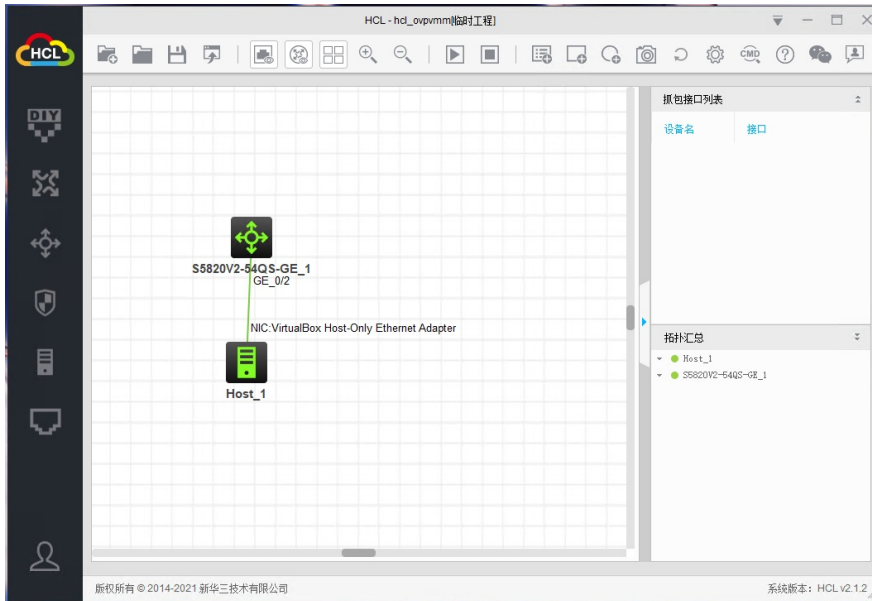 HCL - hcl_ovpvmm[临时工程]
HCL
DIY
CMD
抓包接口列表
设备名 接口
S5820V2-54QS-GE_1
GE_0/2
NIC:VirtualBox Host-Only Ethernet Adapter
Host_1
拓扑汇总
Host_1
S5820V2-54QS-GE_1
版权所有 © 2014-2021 新华三技术有限公司
系统版本：HCL v2.1.2